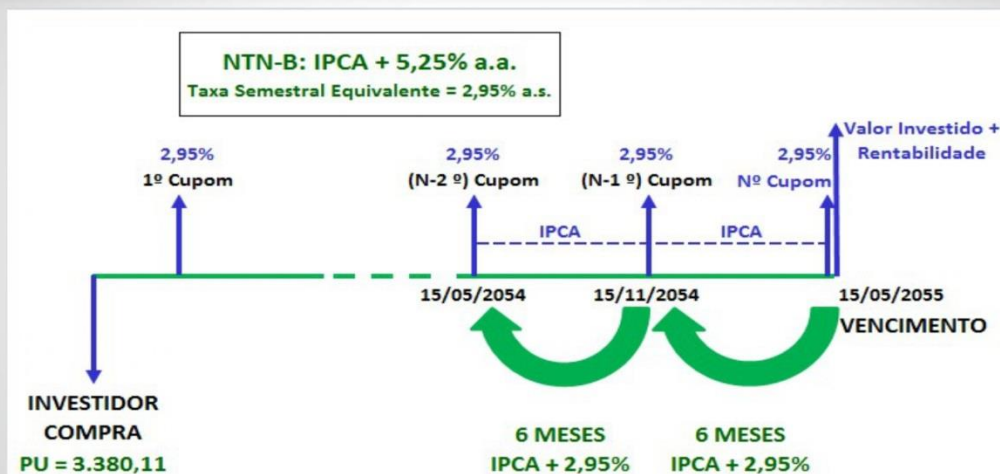 NTN-B: IPCA + 5,25% a.a.
Taxa Semestral Equivalente = 2,95% a.s.
Valor Investido +
Rentabilidade
2,95%
1º Cupom
2,95%
(N-2 º) Cupom
2,95%
(N-1 º) Cupom
2,95%
Nº Cupom
IPCA
IPCA
15/05/2054
15/11/2054
15/05/2055
VENCIMENTO
INVESTIDOR
COMPRA
PU = 3.380,11
6 MESES
IPCA + 2,95%
6 MESES
IPCA + 2,95%